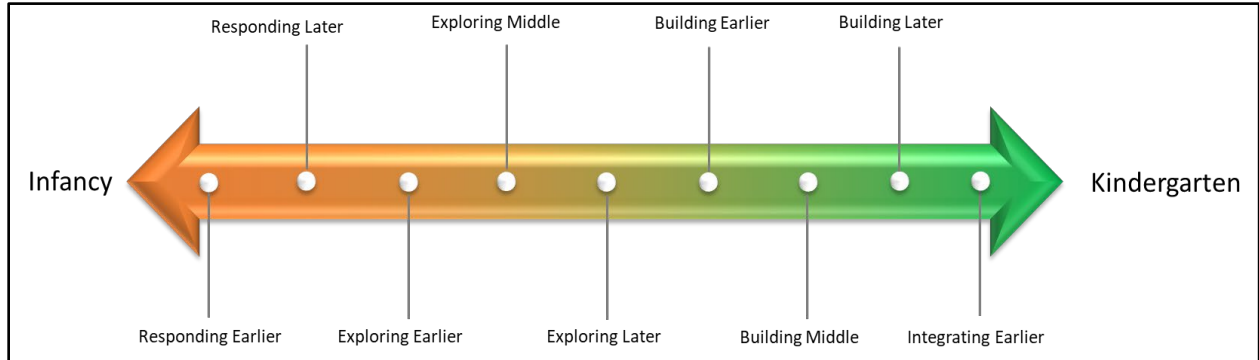 Responding Later
Exploring Middle
Building Earlier
Building Later
Infancy
Kindergarten
Responding Earlier
Exploring Earlier
Exploring Later
Building Middle
Integrating Earlier